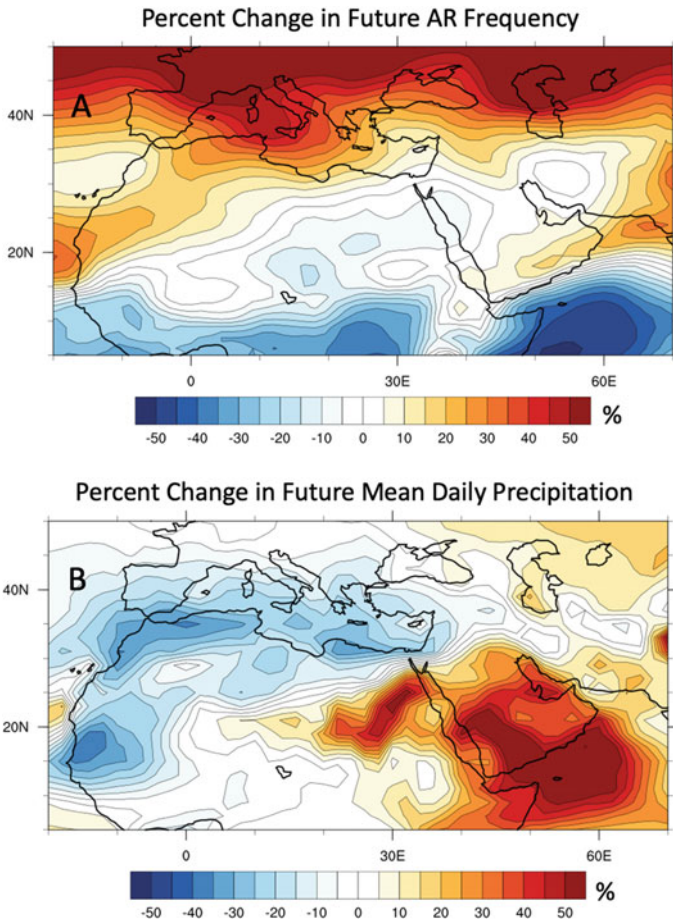 Percent Change in Future AR Frequency
A
40N
20N
0 30E 60E
-50 -40 -30 -20 -10 0 10 20 30 40 50 %
Percent Change in Future Mean Daily Precipitation
B
40N
20N
0 30E 60E
-50 -40 -30 -20 -10 0 10 20 30 40 50 %